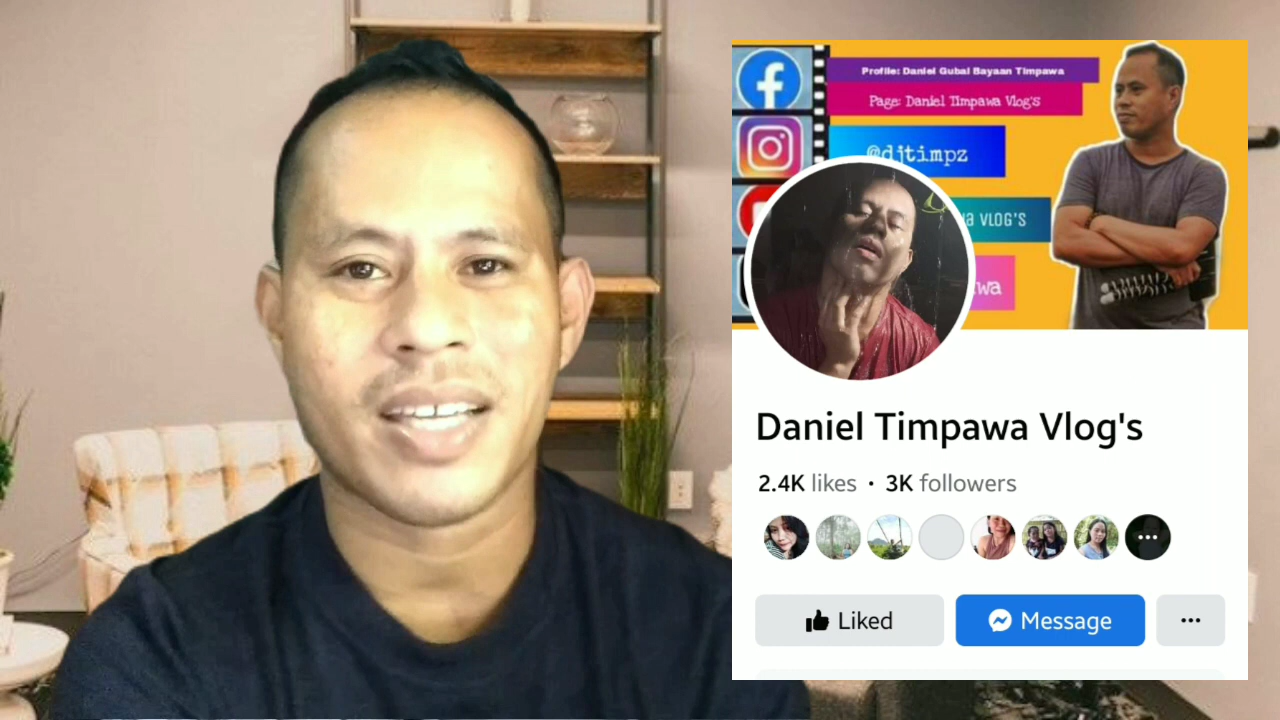 Profile: Daniel Gubal Bayaan Timpawa
Page: Daniel Timpawa Vlog's
@djtimpz
VLOG'S
Daniel Timpawa Vlog's
2.4K likes · 3K followers
Liked
Message